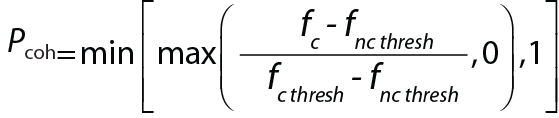 P_coh=min[max((f_c - f_nc thresh)/(f_c thresh - f_nc thresh),0),1]